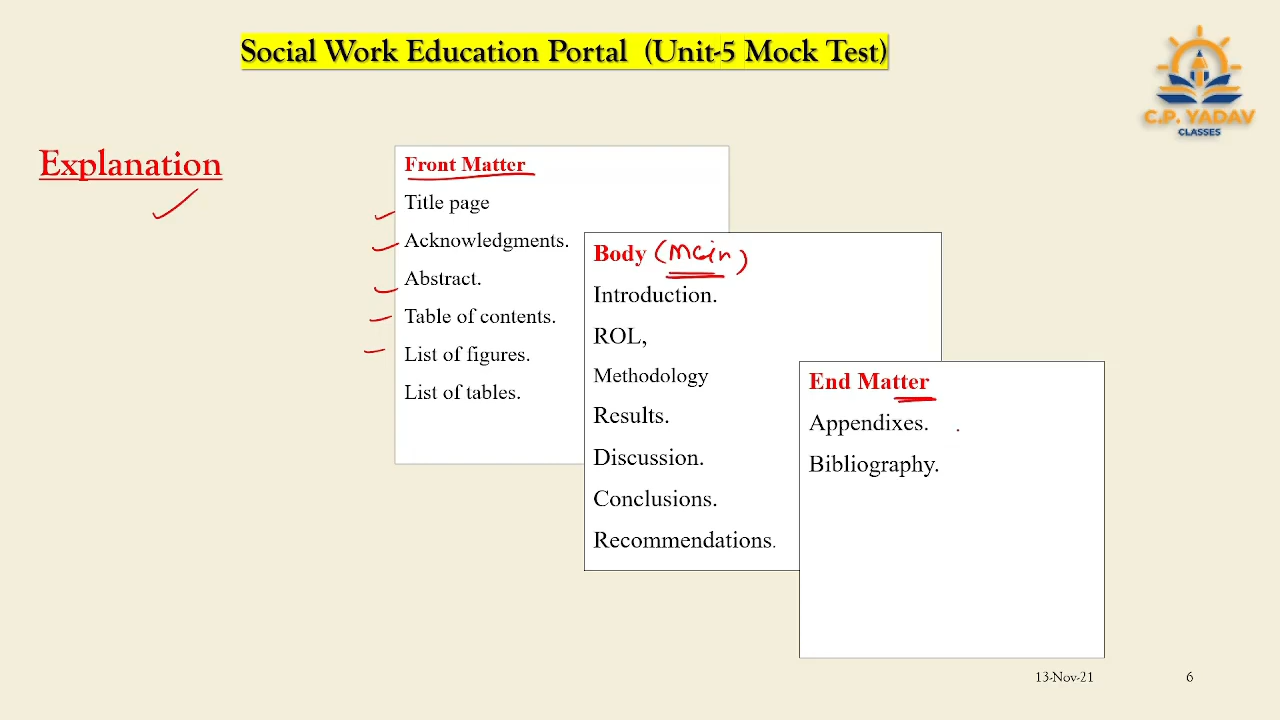 Social Work Education Portal (Unit-5 Mock Test)
C.P. YADAV
CLASSES
Explanation
Front Matter
Title page
Acknowledgments.
Abstract.
Table of contents.
List of figures.
List of tables.
Body (Main)
Introduction.
ROL,
Methodology
Results.
Discussion.
Conclusions.
Recommendations.
End Matter
Appendixes.
Bibliography.
13-Nov-21
6